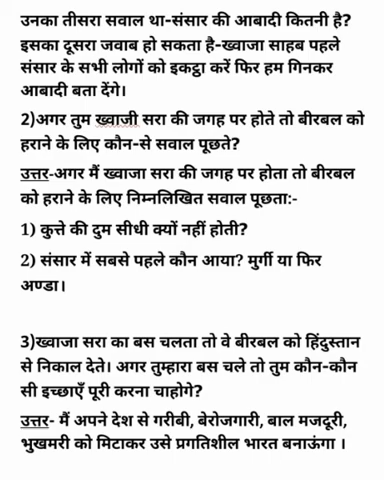 उनका तीसरा सवाल था-संसार की आबादी कितनी है?
इसका दूसरा जवाब हो सकता है-ख्वाजा साहब पहले
संसार के सभी लोगों को इकट्ठा करें फिर हम गिनकर
आबादी बता देंगे।
2)अगर तुम ख्वाजी सरा की जगह पर होते तो बीरबल को
हराने के लिए कौन-से सवाल पूछते?
उत्तर-अगर मैं ख्वाजा सरा की जगह पर होता तो बीरबल
को हराने के लिए निम्नलिखित सवाल पूछता:-
1) कुत्ते की दुम सीधी क्यों नहीं होती?
2) संसार में सबसे पहले कौन आया? मुर्गी या फिर
अण्डा।
3)ख्वाजा सरा का बस चलता तो वे बीरबल को हिंदुस्तान
से निकाल देते। अगर तुम्हारा बस चले तो तुम कौन-कौन
सी इच्छाएँ पूरी करना चाहोगे?
उत्तर- मैं अपने देश से गरीबी, बेरोजगारी, बाल मजदूरी,
भुखमरी को मिटाकर उसे प्रगतिशील भारत बनाऊंगा ।